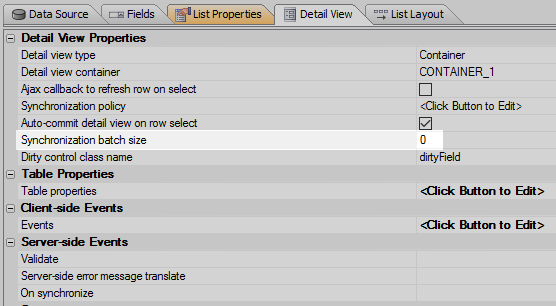 Data Source Fields List Properties Detail View List Layout
Detail View Properties
Detail view type Container
Detail view container CONTAINER_1
Ajax callback to refresh row on select
Synchronization policy <Click Button to Edit>
Auto-commit detail view on row select
Synchronization batch size 0
Dirty control class name dirtyField
Table Properties
Table properties <Click Button to Edit>
Client-side Events
Events <Click Button to Edit>
Server-side Events
Validate
Server-side error message translate
On synchronize